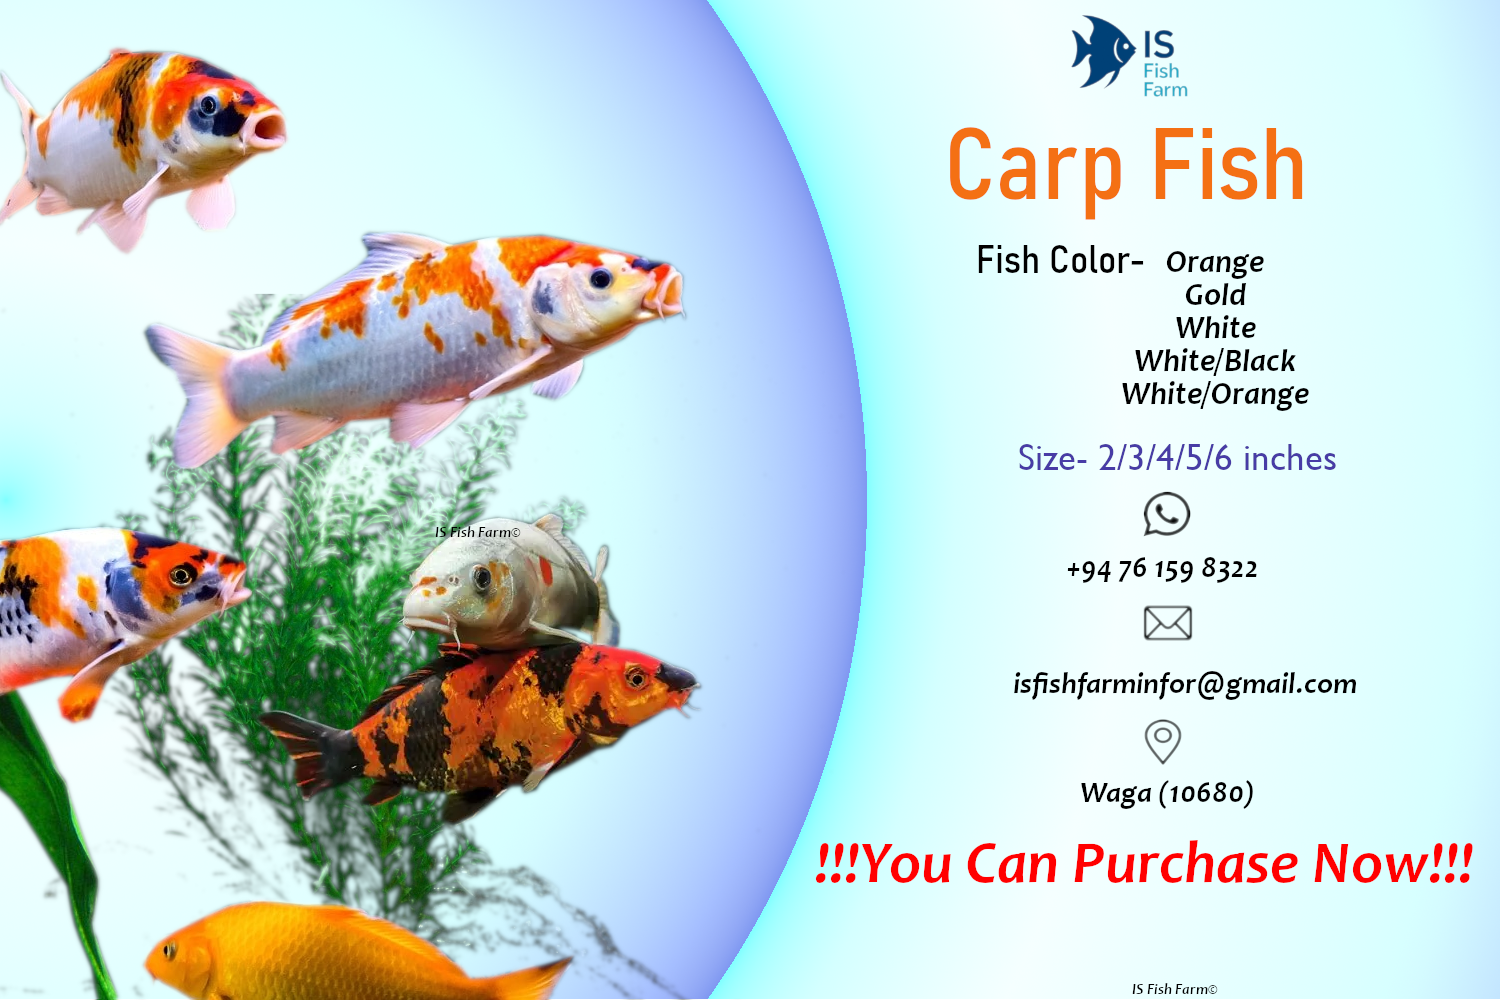 IS
Fish
Farm
Carp Fish
Fish Color- Orange
Gold
White
White/Black
White/Orange
Size- 2/3/4/5/6 inches
IS Fish Farm©
+94 76 159 8322
isfishfarminfor@gmail.com
Waga (10680)
!!!You Can Purchase Now!!!
IS Fish Farm©